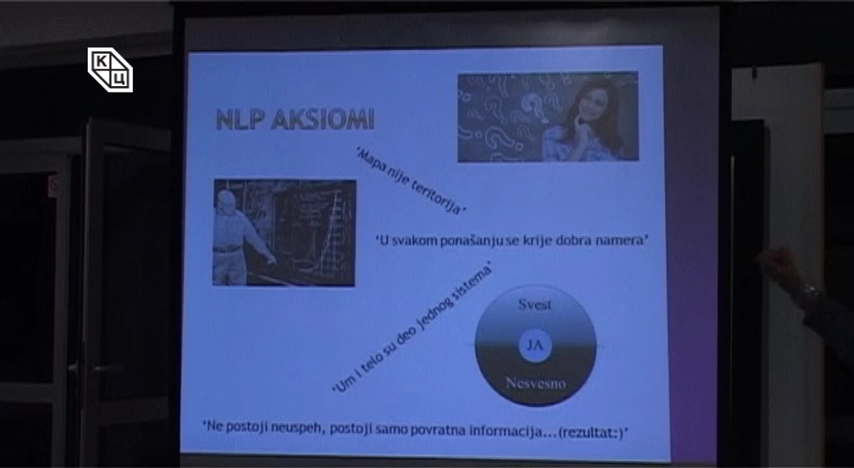 КЦ
NLP AKSIOMI
'Mapa nije teritorija'
'U svakom ponašanju se krije dobra namera'
'Um i telo su deo jednog sistema'
Svest
JA
Nesvesno
'Ne postoji neuspeh, postoji samo povratna informacija...(rezultat:)'